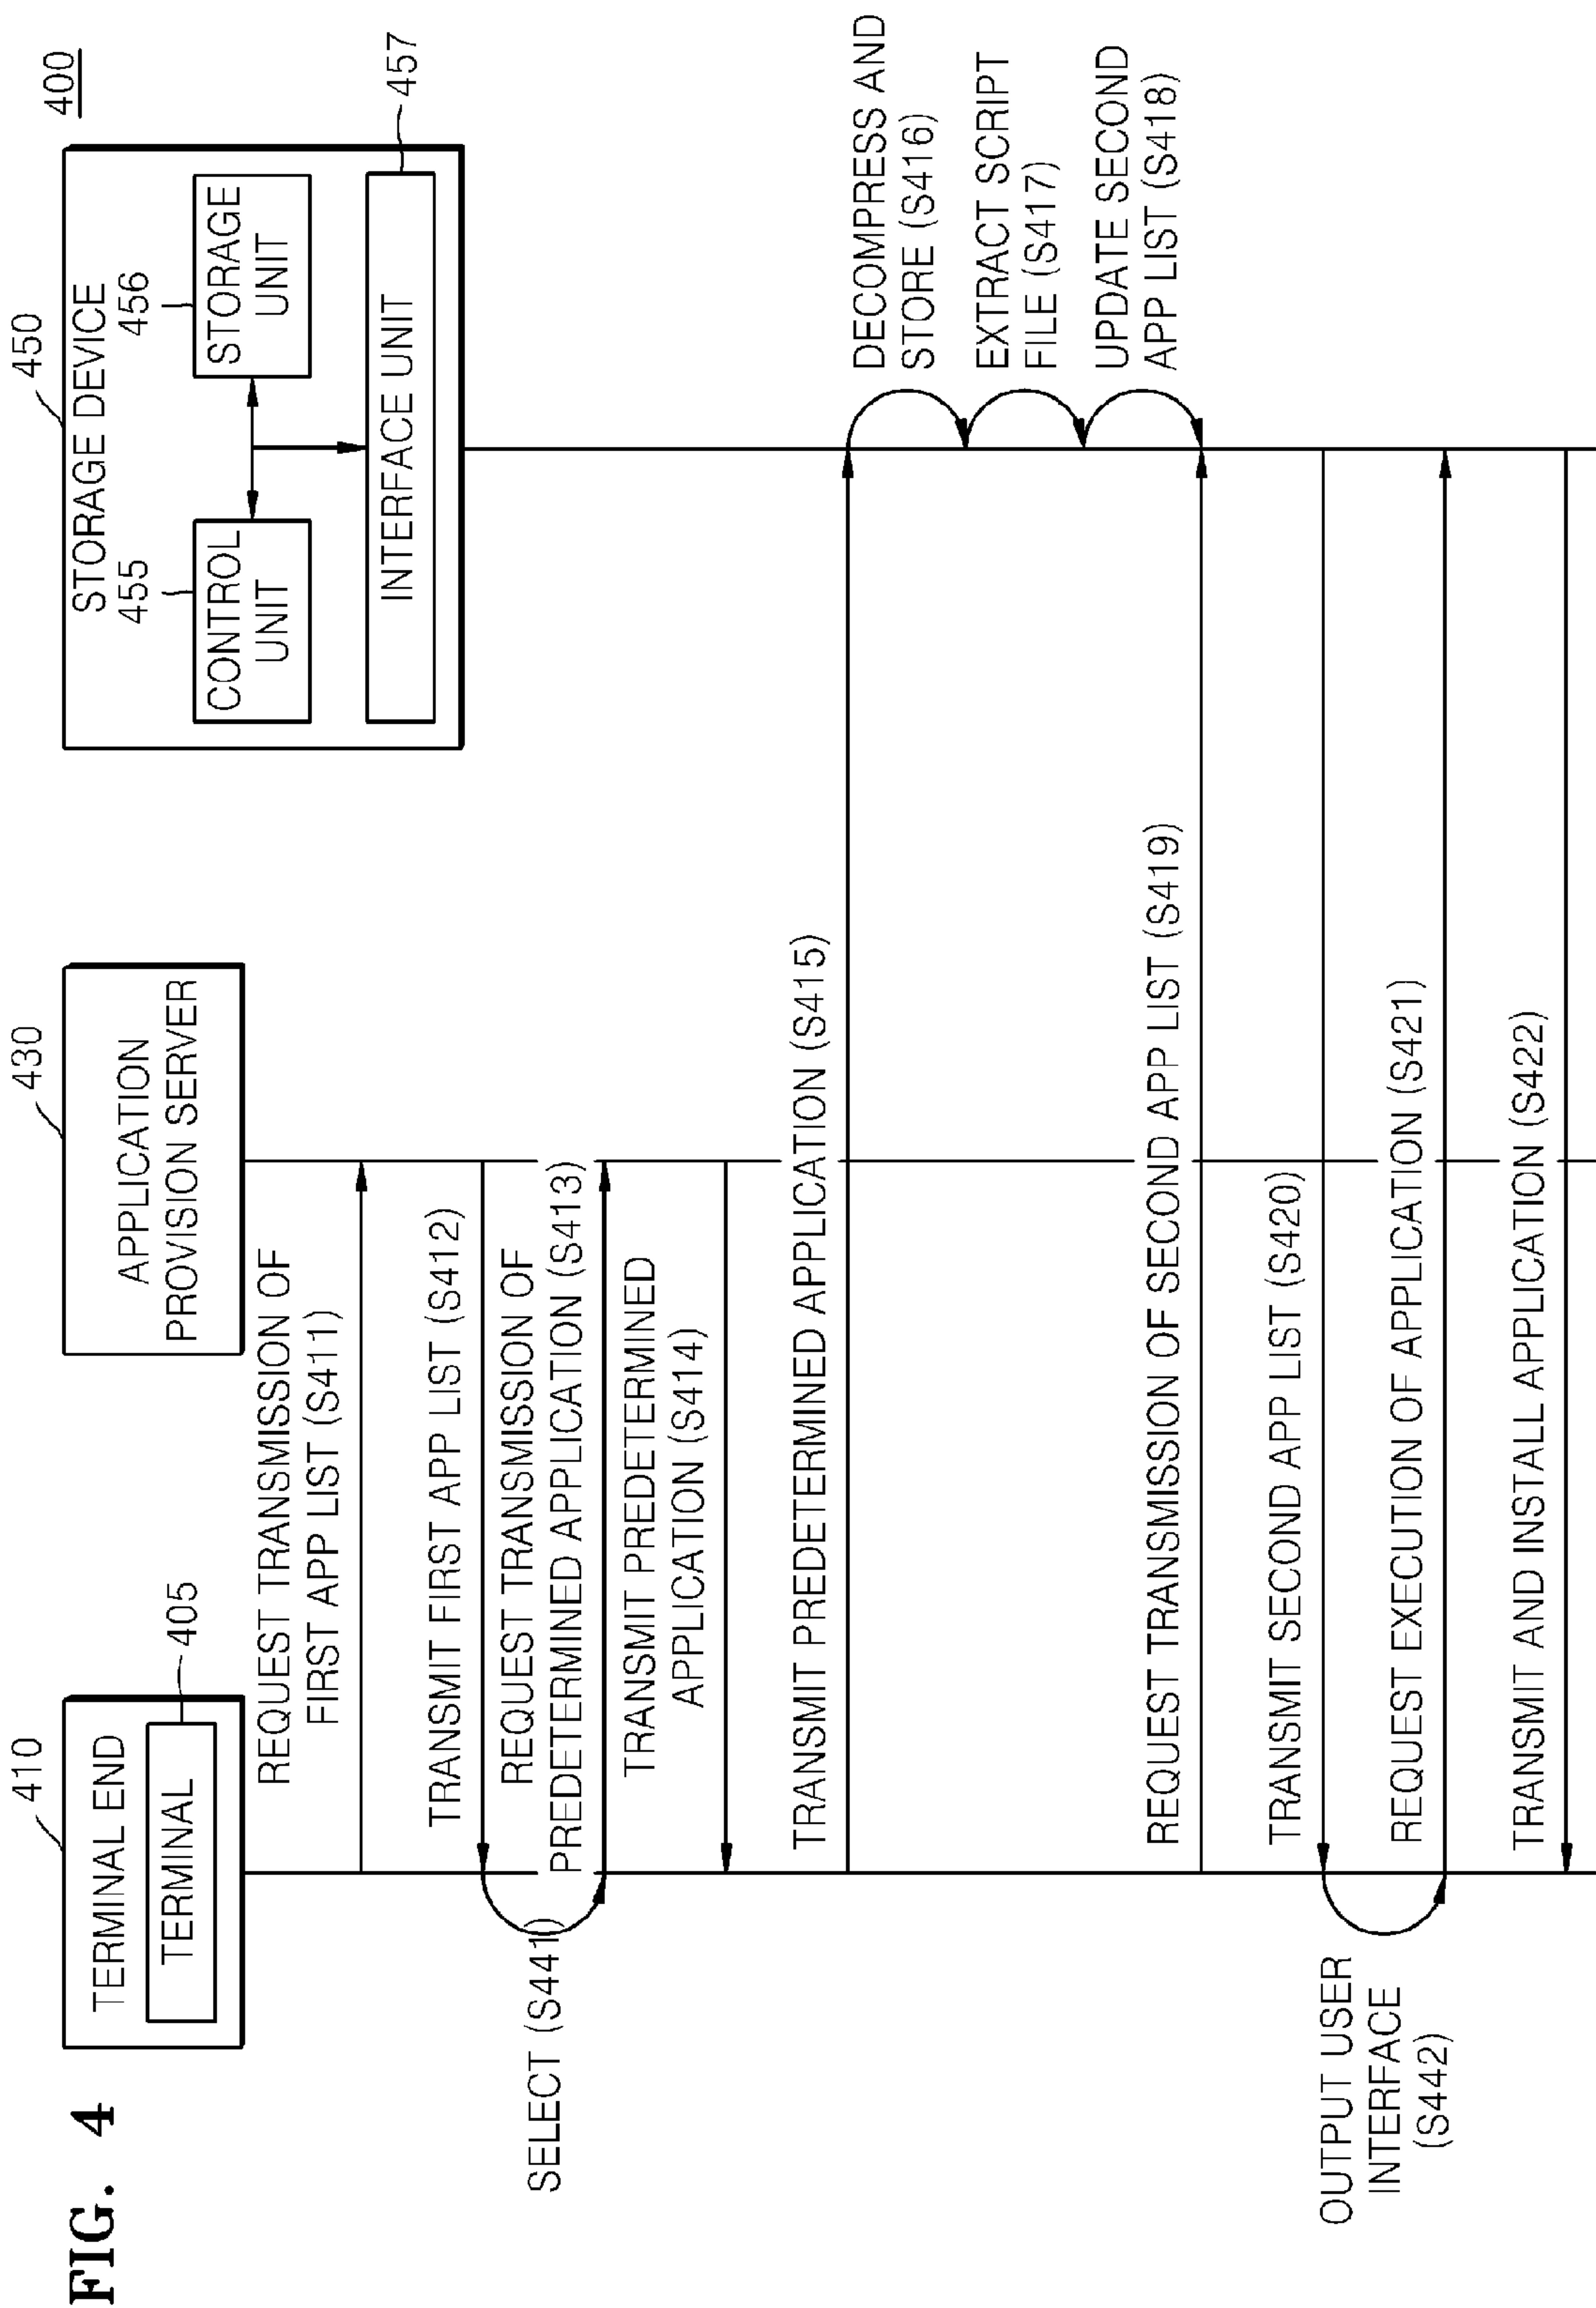 FIG. 4
400
410
TERMINAL END
TERMINAL
405
430
APPLICATION
PROVISION SERVER
450
STORAGE DEVICE
455
456
CONTROL
UNIT
STORAGE
UNIT
INTERFACE UNIT
457
REQUEST TRANSMISSION OF
FIRST APP LIST (S411)
TRANSMIT FIRST APP LIST (S412)
SELECT (S441)
REQUEST TRANSMISSION OF
PREDETERMINED APPLICATION (S413)
TRANSMIT PREDETERMINED
APPLICATION (S414)
TRANSMIT PREDETERMINED APPLICATION (S415)
DECOMPRESS AND
STORE (S416)
EXTRACT SCRIPT
FILE (S417)
UPDATE SECOND
APP LIST (S418)
REQUEST TRANSMISSION OF SECOND APP LIST (S419)
TRANSMIT SECOND APP LIST (S420)
OUTPUT USER
INTERFACE
(S442)
REQUEST EXECUTION OF APPLICATION (S421)
TRANSMIT AND INSTALL APPLICATION (S422)